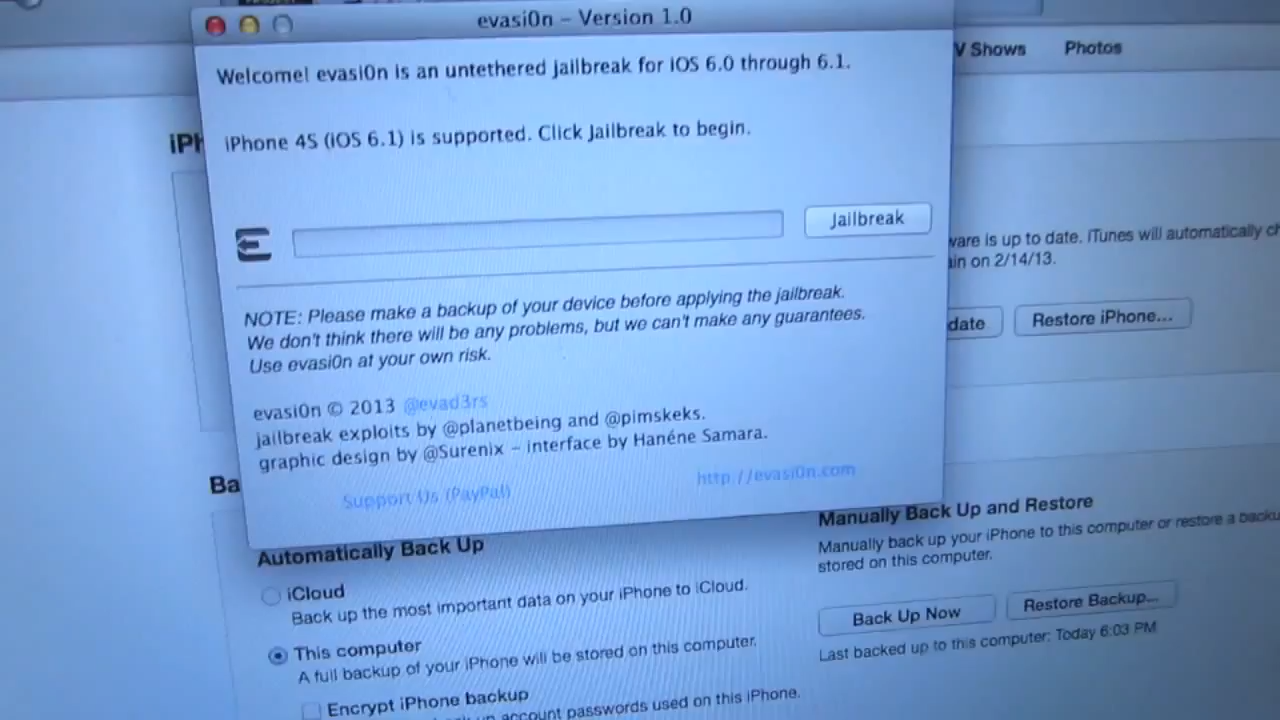 evasi0n – Version 1.0
V Shows Photos
Welcome! evasi0n is an untethered jailbreak for iOS 6.0 through 6.1.
iPh
iPhone 4S (iOS 6.1) is supported. Click Jailbreak to begin.
Jailbreak
ware is up to date. iTunes will automatically ch
ain on 2/14/13.
date Restore iPhone...
NOTE: Please make a backup of your device before applying the jailbreak.
We don't think there will be any problems, but we can't make any guarantees.
Use evasi0n at your own risk.
evasi0n © 2013 @evad3rs
jailbreak exploits by @planetbeing and @pimskeks.
graphic design by @Surenix – interface by Hanéne Samara.
Support Us (PayPal) http://evasi0n.com
Ba
Automatically Back Up
iCloud
Back up the most important data on your iPhone to iCloud.
This computer
A full backup of your iPhone will be stored on this computer.
Encrypt iPhone backup
account passwords used on this iPhone.
Manually Back Up and Restore
Manually back up your iPhone to this computer or restore a backu
stored on this computer.
Back Up Now Restore Backup...
Last backed up to this computer: Today 6:03 PM